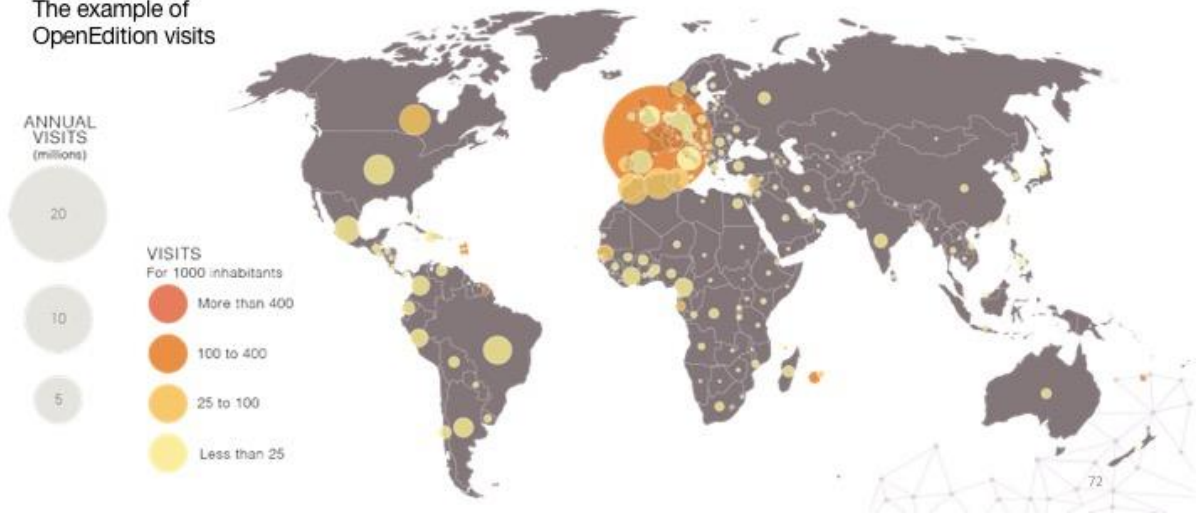 The example of
OpenEdition visits
ANNUAL
VISITS
(millions)
20
10
5
VISITS
For 1000 inhabitants
More than 400
100 to 400
25 to 100
Less than 25
72